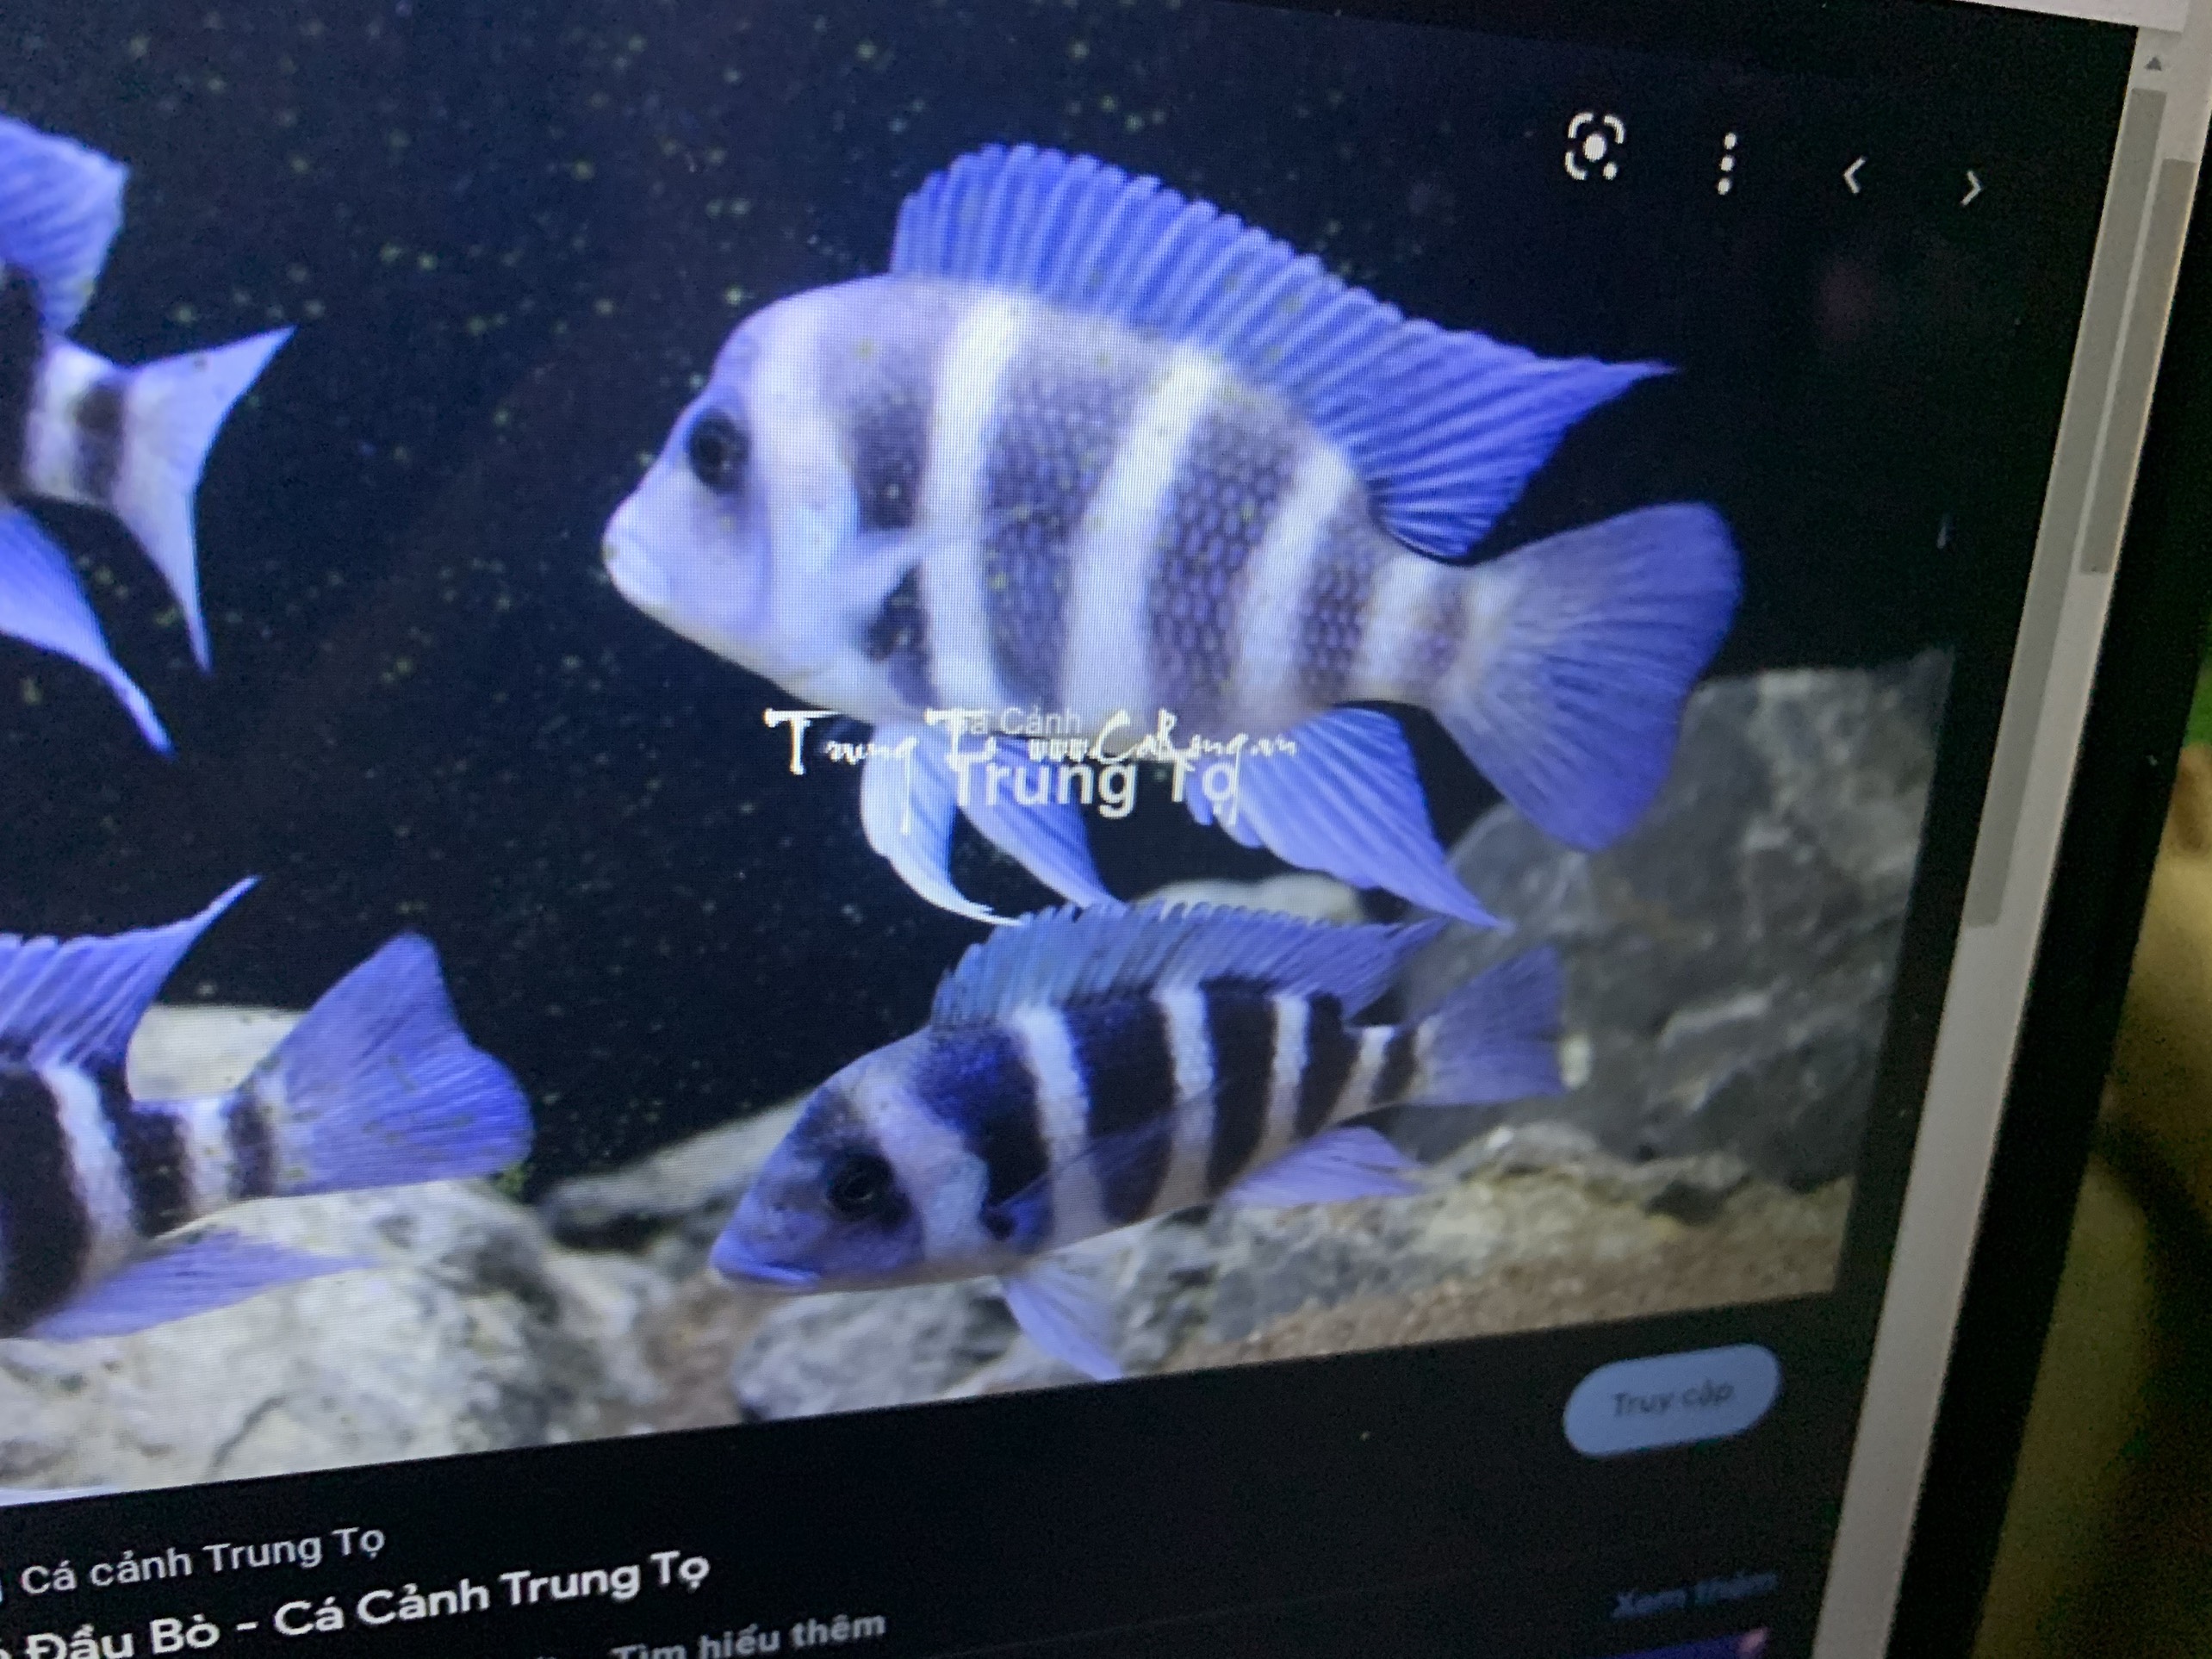 Cá Cảnh
Trung Tọ www.CaRong.vn
Trung Tọ
Truy cập
Cá cảnh Trung Tọ
Đầu Bò - Cá Cảnh Trung Tọ
Tìm hiểu thêm
Xem thêm